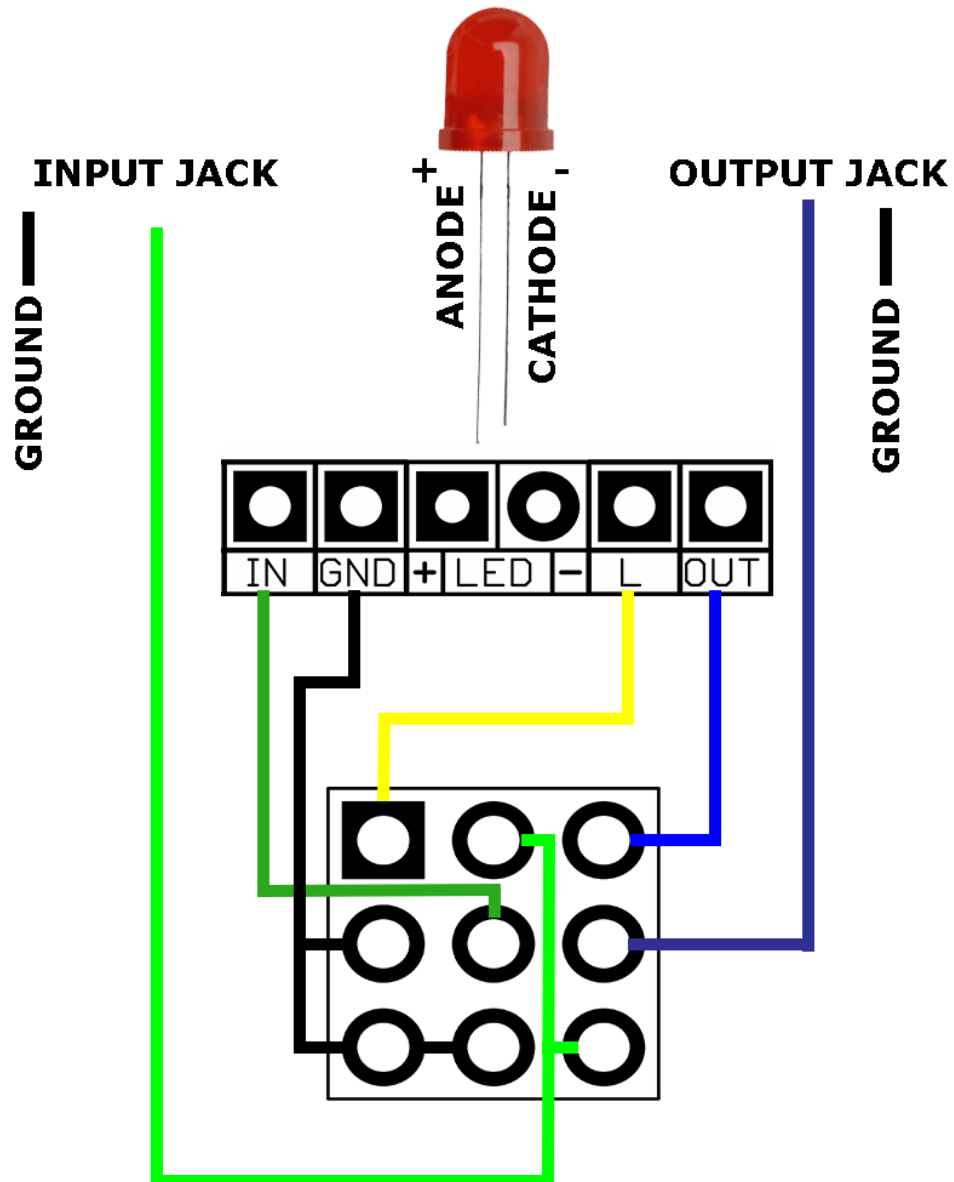 INPUT JACK
+
-
OUTPUT JACK
ANODE
CATHODE
GROUND
GROUND
IN GND + LED - L OUT